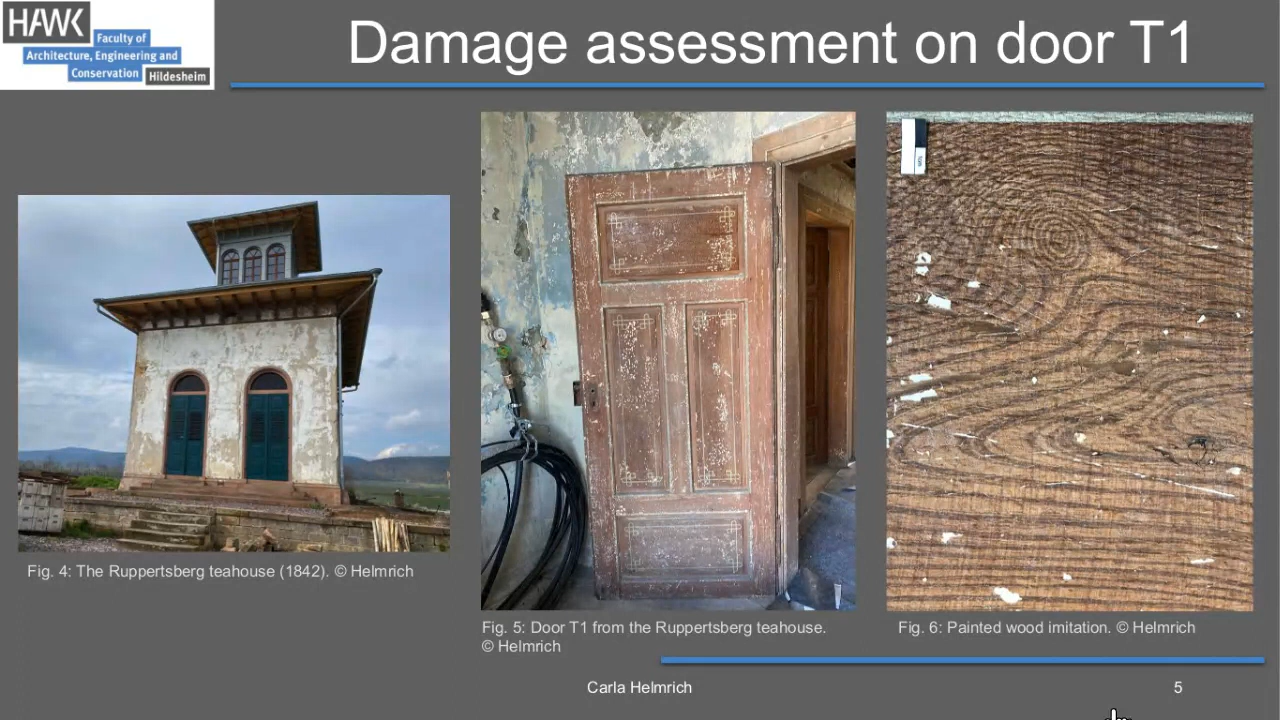 HAWK
Faculty of
Architecture, Engineering and
Conservation
Hildesheim
Damage assessment on door T1
Fig. 4: The Ruppertsberg teahouse (1842). © Helmrich
Fig. 5: Door T1 from the Ruppertsberg teahouse.
© Helmrich
Fig. 6: Painted wood imitation. © Helmrich
Carla Helmrich
5